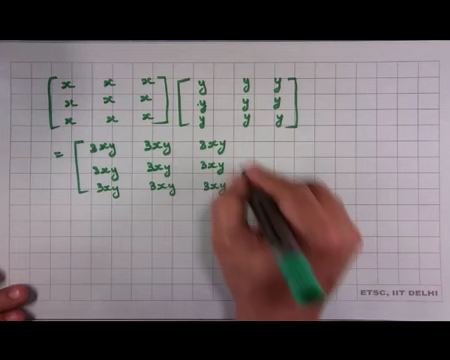 [ x x x ] [ y y y ]
[ x x x ] [ y y y ]
[ x x x ] [ y y y ]
= [ 3xy 3xy 3xy
3xy 3xy 3xy
3xy 3xy 3xy
ETSC, IIT DELHI